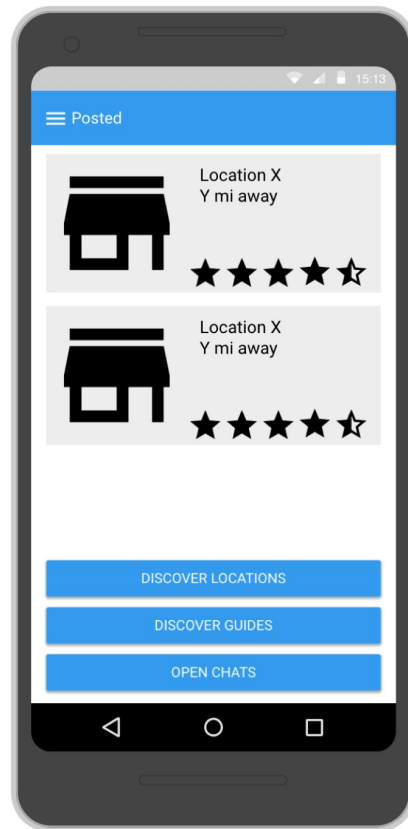 15:13
Posted
Location X
Y mi away
Location X
Y mi away
DISCOVER LOCATIONS
DISCOVER GUIDES
OPEN CHATS